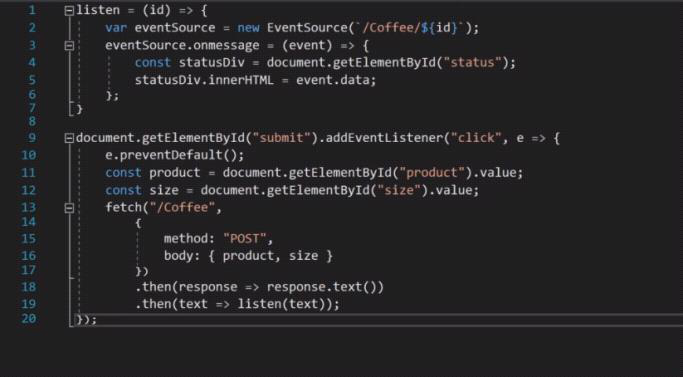 1 listen = (id) => {
2 var eventSource = new EventSource(`/Coffee/${id}`);
3 eventSource.onmessage = (event) => {
4 const statusDiv = document.getElementById("status");
5 statusDiv.innerHTML = event.data;
6 };
7 }
8
9 document.getElementById("submit").addEventListener("click", e => {
10 e.preventDefault();
11 const product = document.getElementById("product").value;
12 const size = document.getElementById("size").value;
13 fetch("/Coffee",
14 {
15 method: "POST",
16 body: { product, size }
17 })
18 .then(response => response.text())
19 .then(text => listen(text));
20 });